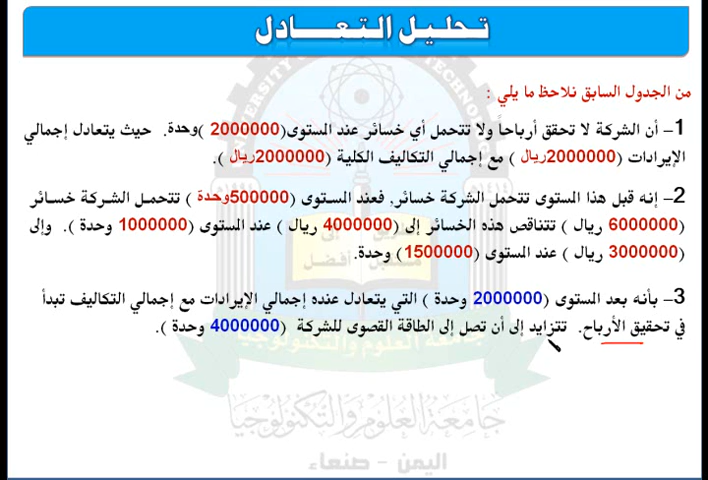 تحليل التعادل
من الجدول السابق نلاحظ ما يلي :
1– أن الشركة لا تحقق أرباحاً ولا تتحمل أي خسائر عند المستوى(2000000 )وحدة. حيث يتعادل إجمالي
الإيرادات (2000000ريال ) مع إجمالي التكاليف الكلية (2000000ريال ).
2– إنه قبل هذا المستوى تتحمل الشركة خسائر, فعند المستوى (500000وحدة ) تتحمل الشركة خسائر
(6000000 ريال ) تتناقص هذه الخسائر إلى (4000000 ريال ) عند المستوى (1000000 وحدة ). وإلى
(3000000 ريال ) عند المستوى (1500000) وحدة.
3– بأنه بعد المستوى (2000000 وحدة ) التي يتعادل عنده إجمالي الإيرادات مع إجمالي التكاليف تبدأ
في تحقيق الأرباح. تتزايد إلى أن تصل إلى الطاقة القصوى للشركة (4000000 وحدة ).
جامعة العلوم والتكنولوجيا
جامعة العلوم والتكنولوجيا
اليمن - صنعاء